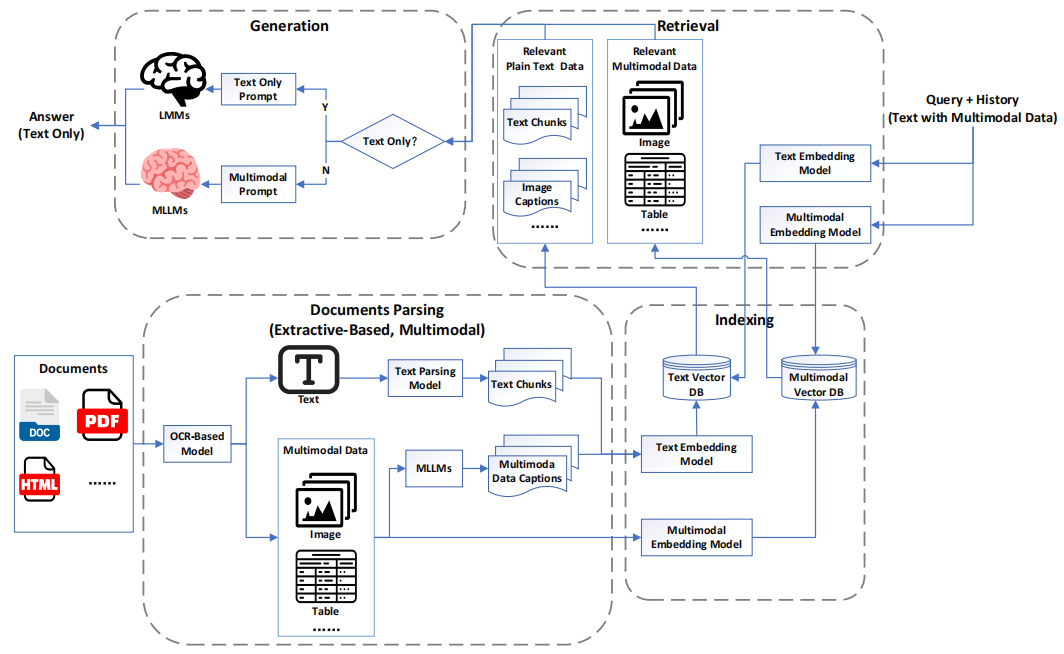 Generation
Text Only
Prompt
LMMs
Y
Answer
(Text Only)
Text Only?
N
Multimodal
Prompt
MLLMs
Retrieval
Relevant
Plain Text Data
Text Chunks
Image
Captions
......
Relevant
Multimodal Data
Image
Table
......
Query + History
(Text with Multimodal Data)
Text Embedding
Model
Multimodal
Embedding Model
Documents
DOC
PDF
HTML
......
Documents Parsing
(Extractive-Based, Multimodal)
OCR-Based
Model
T
Text
Text Parsing
Model
Text Chunks
Multimodal Data
Image
Table
......
MLLMs
Multimoda
Data Captions
Indexing
Text Vector
DB
Multimodal
Vector DB
Text Embedding
Model
Multimodal
Embedding Model